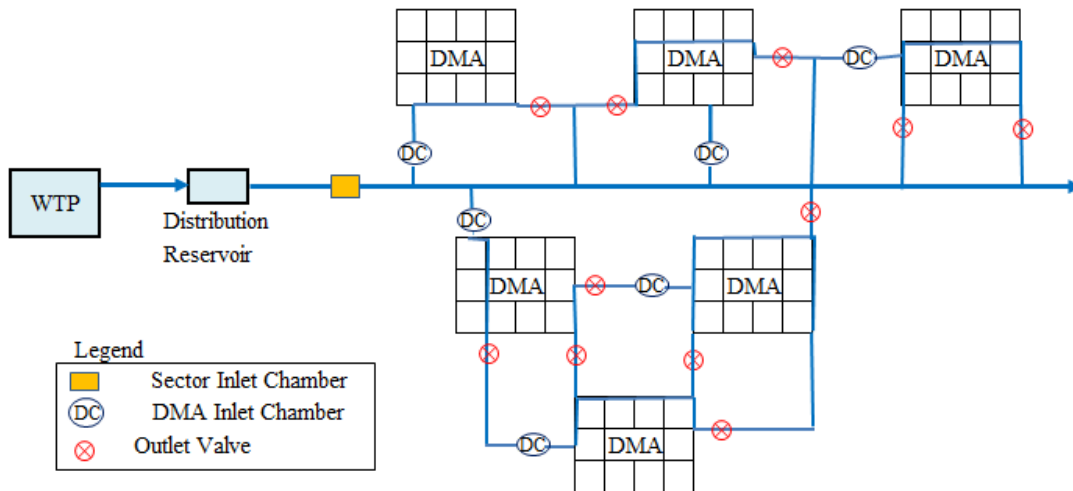 DMA
DMA
DMA
DC
DC
DC
WTP
Distribution
Reservoir
DC
DMA
DC
DMA
Legend
Sector Inlet Chamber
DC
DMA Inlet Chamber
Outlet Valve
DC
DMA